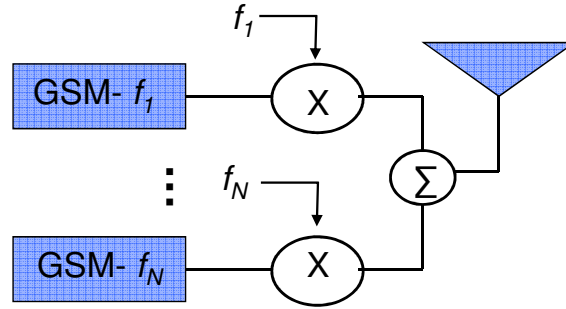 f1
GSM- f1
X
Σ
⋮
fN
GSM- fN
X